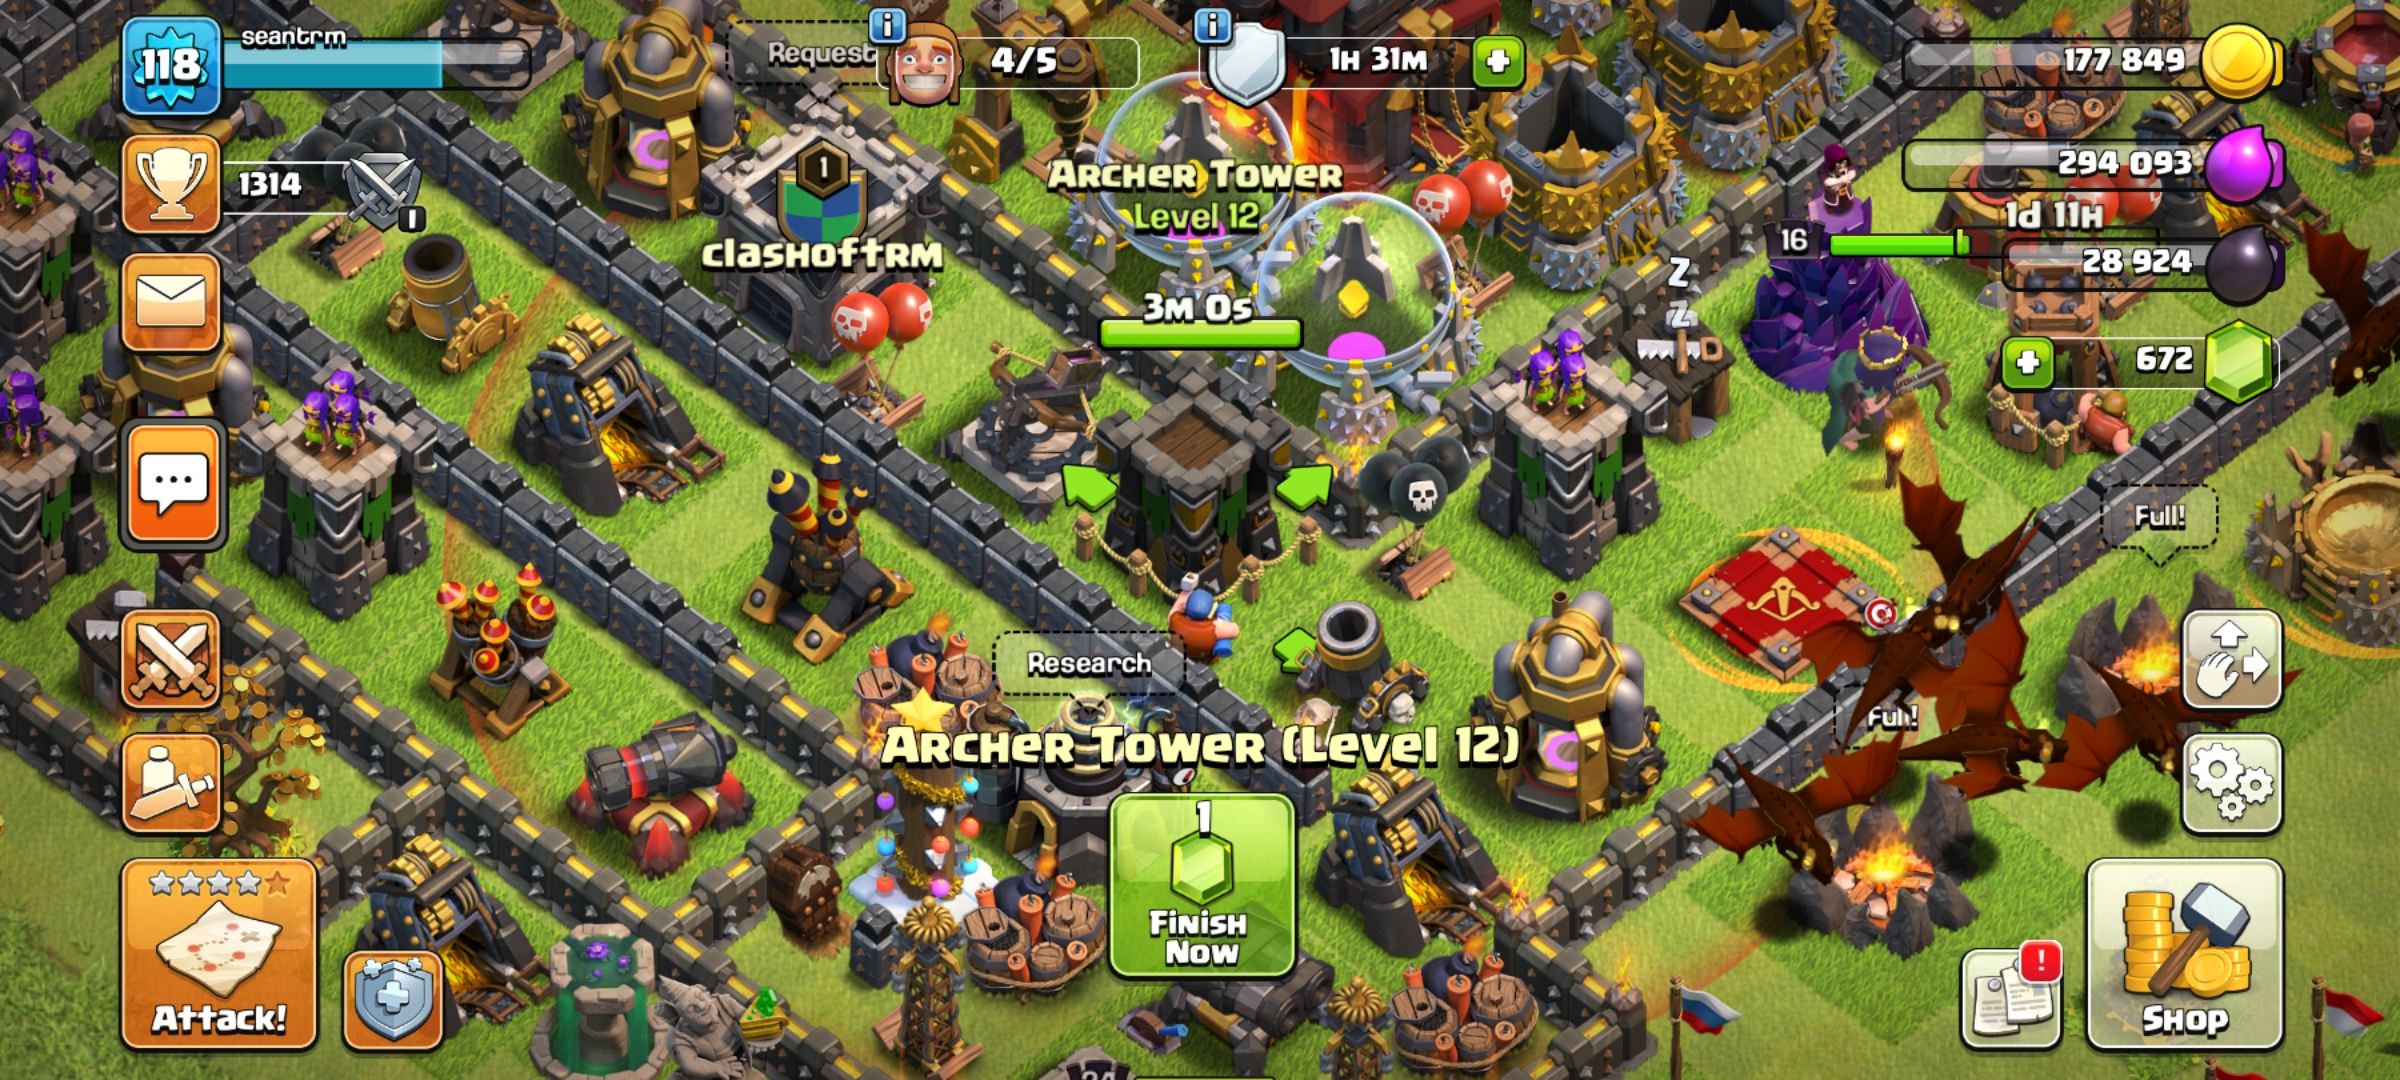 118
seantrm
Request
4/5
1H 31M
177 849
1314
I
1
clashoftrm
Archer Tower
Level 12
294 093
1d 11H
16
28 924
Z
Z
3M 0s
672
Full!
Research
Full!
Archer Tower (Level 12)
1
Finish
Now
Attack!
!
Shop